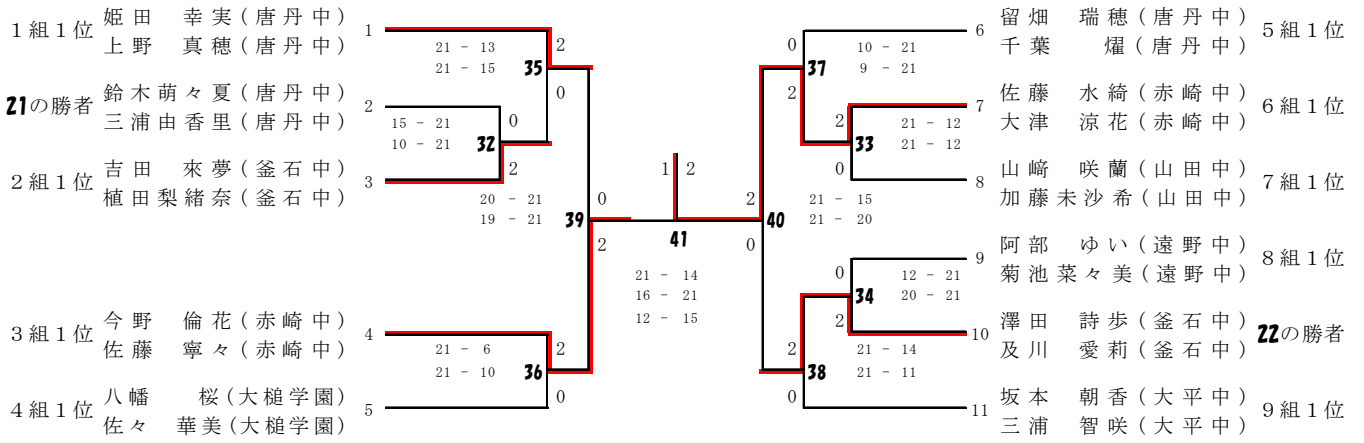 1組1位
姫田 幸実(唐丹中)
上野 真穂(唐丹中)
1
21 - 13
21 - 15
35
2
0
21の勝者
鈴木萌々夏(唐丹中)
三浦由香里(唐丹中)
2
15 - 21
10 - 21
32
0
2
2組1位
吉田 來夢(釜石中)
植田梨緒奈(釜石中)
3
20 - 21
19 - 21
39
0
2
3組1位
今野 倫花(赤崎中)
佐藤 寧々(赤崎中)
4
21 - 6
21 - 10
36
2
0
4組1位
八幡 桜(大槌学園)
佐々 華美(大槌学園)
5
1
2
41
21 - 14
16 - 21
12 - 15
留畑 瑞穂(唐丹中)
千葉 燿(唐丹中)
5組1位
6
10 - 21
9 - 21
37
0
2
佐藤 水綺(赤崎中)
大津 涼花(赤崎中)
6組1位
7
21 - 12
21 - 12
33
2
0
山﨑 咲蘭(山田中)
加藤未沙希(山田中)
7組1位
8
21 - 15
21 - 20
40
2
0
阿部 ゆい(遠野中)
菊池菜々美(遠野中)
8組1位
9
12 - 21
20 - 21
34
0
2
澤田 詩歩(釜石中)
及川 愛莉(釜石中)
22の勝者
10
21 - 14
21 - 11
38
2
0
坂本 朝香(大平中)
三浦 智咲(大平中)
9組1位
11